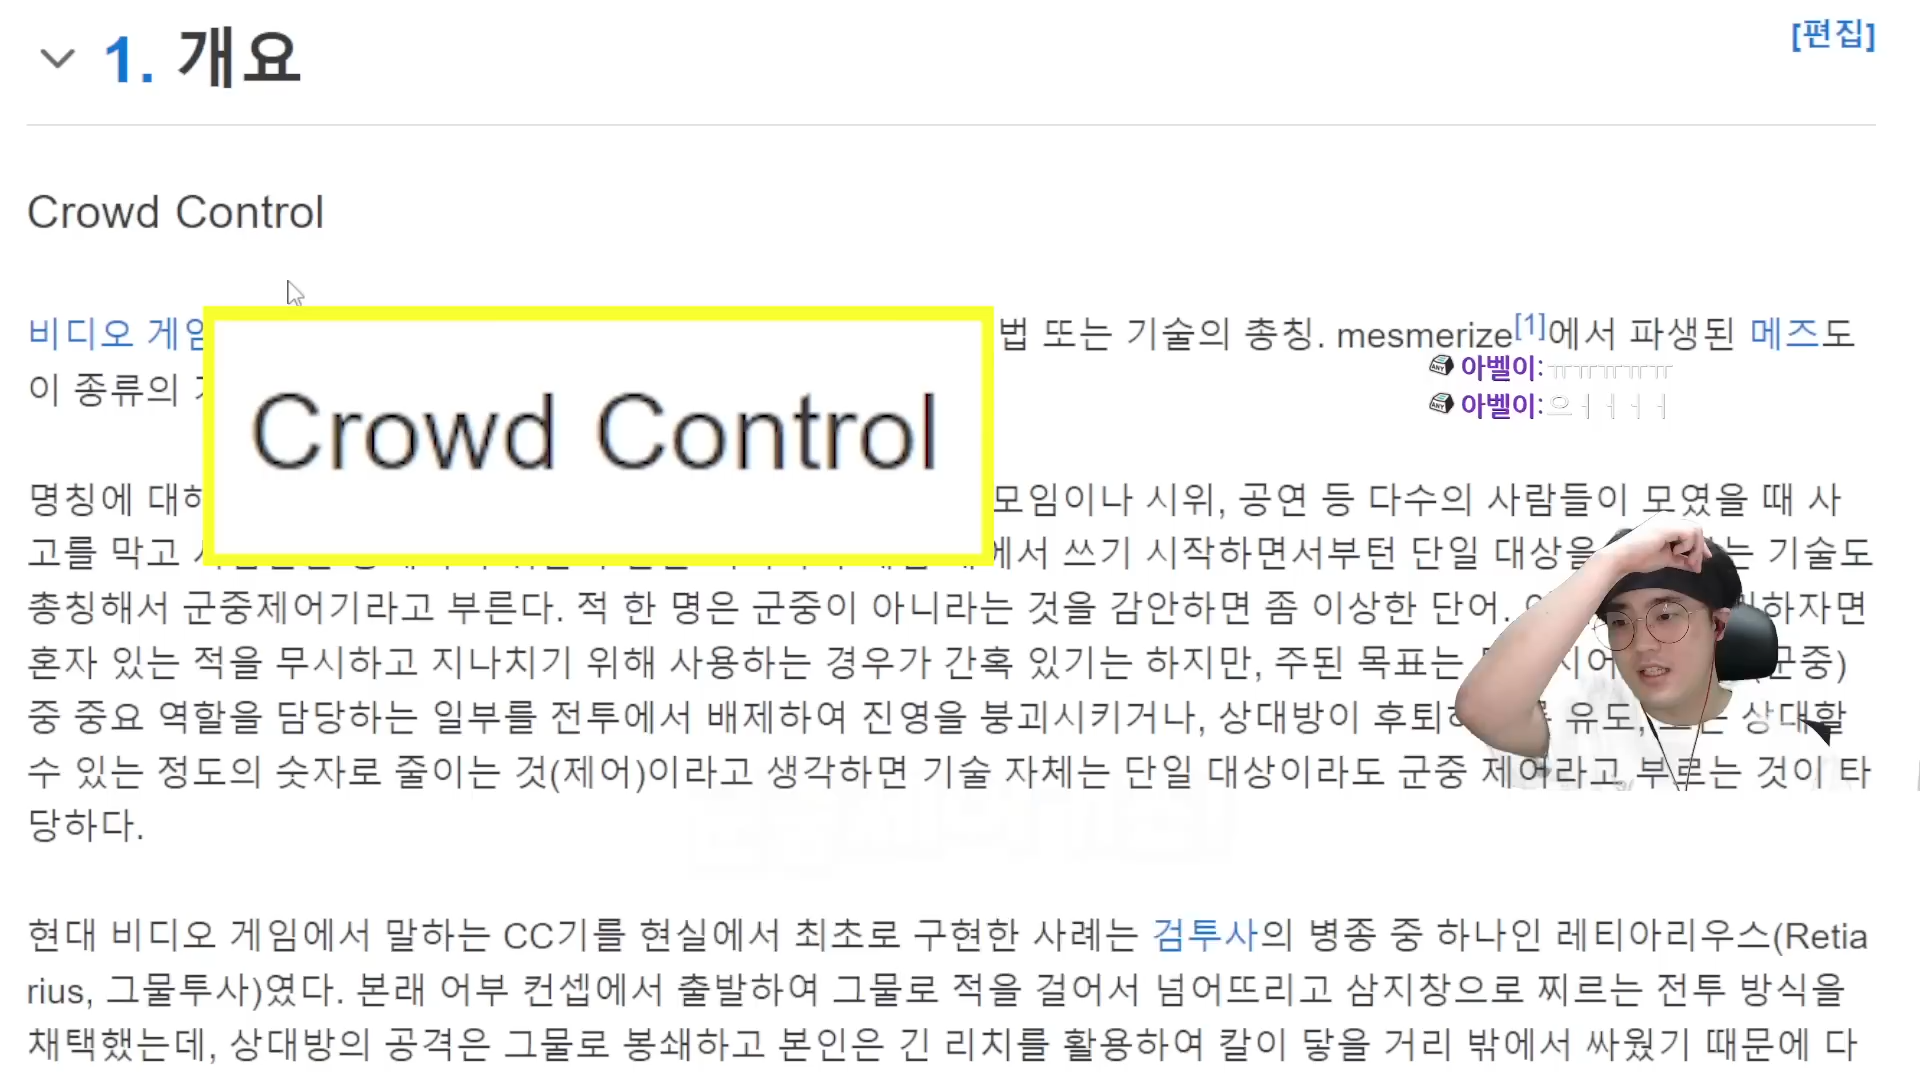 1. 개요
[편집]
Crowd Control
비디오 게임 법 또는 기술의 총칭. mesmerize[1]에서 파생된 메즈도
이 종류의
Crowd Control
아벨이: ㅠㅠㅠㅠㅠ
아벨이: 으ㅓㅓㅓㅓ
명칭에 대해 모임이나 시위, 공연 등 다수의 사람들이 모였을 때 사
고를 막고 에서 쓰기 시작하면서부턴 단일 대상을 는 기술도
총칭해서 군중제어기라고 부른다. 적 한 명은 군중이 아니라는 것을 감안하면 좀 이상한 단어. 하자면
혼자 있는 적을 무시하고 지나치기 위해 사용하는 경우가 간혹 있기는 하지만, 주된 목표는 (군중)
중 중요 역할을 담당하는 일부를 전투에서 배제하여 진영을 붕괴시키거나, 상대방이 후퇴하 유도, 또는 상대할
수 있는 정도의 숫자로 줄이는 것(제어)이라고 생각하면 기술 자체는 단일 대상이라도 군중 제어라고 부르는 것이 타
당하다.
현대 비디오 게임에서 말하는 CC기를 현실에서 최초로 구현한 사례는 검투사의 병종 중 하나인 레티아리우스(Retia
rius, 그물투사)였다. 본래 어부 컨셉에서 출발하여 그물로 적을 걸어서 넘어뜨리고 삼지창으로 찌르는 전투 방식을
채택했는데, 상대방의 공격은 그물로 봉쇄하고 본인은 긴 리치를 활용하여 칼이 닿을 거리 밖에서 싸웠기 때문에 다